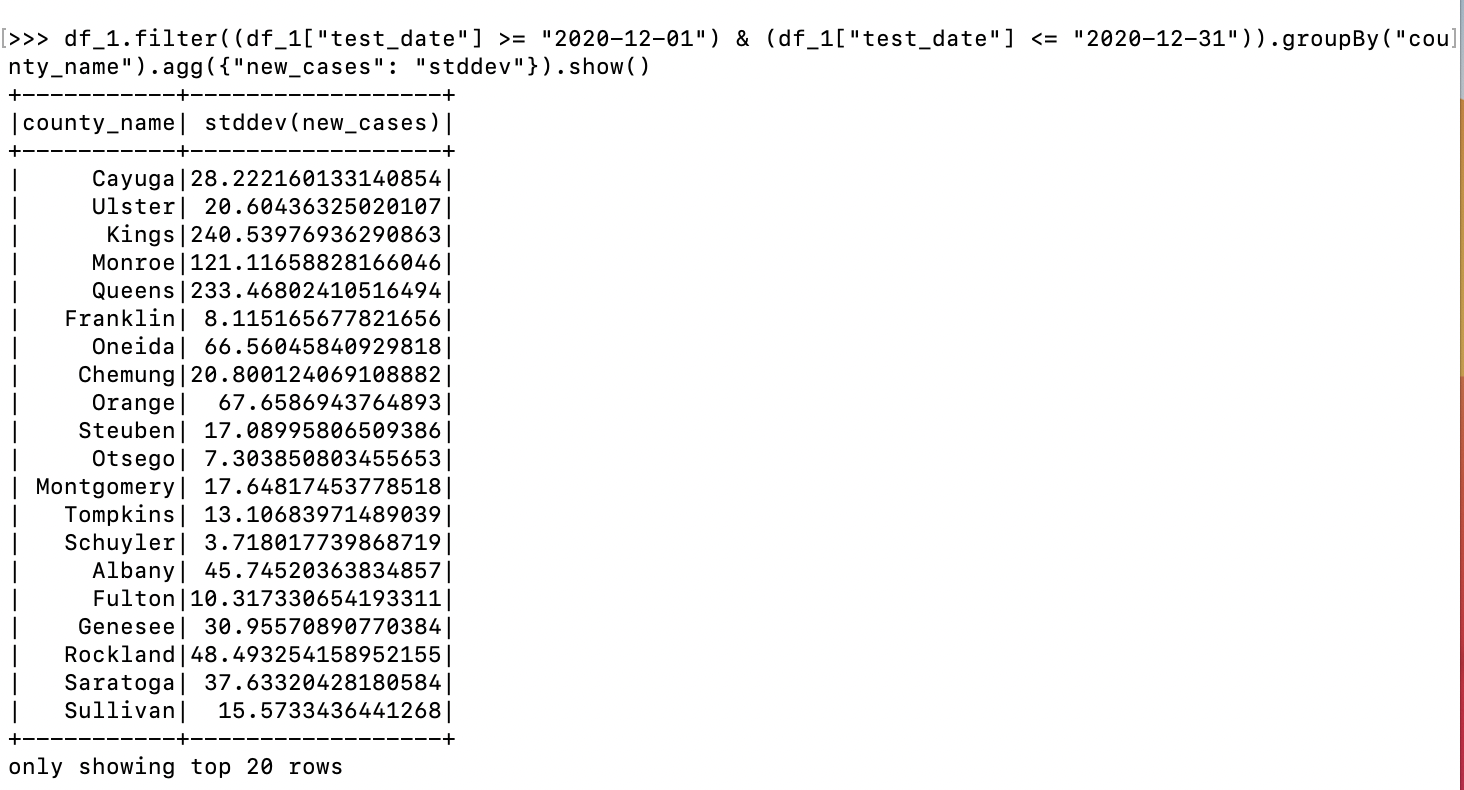 [>>> df_1.filter((df_1["test_date"] >= "2020-12-01") & (df_1["test_date"] <= "2020-12-31")).groupBy("cou]
nty_name").agg({"new_cases": "stddev"}).show()
+-----------+------------------+
|county_name| stddev(new_cases)|
+-----------+------------------+
|     Cayuga|28.222160133140854|
|     Ulster| 20.60436325020107|
|      Kings|240.53976936290863|
|     Monroe|121.11658828166046|
|     Queens|233.46802410516494|
|   Franklin| 8.115165677821656|
|     Oneida| 66.56045840929818|
|    Chemung|20.800124069108882|
|     Orange|  67.6586943764893|
|    Steuben| 17.08995806509386|
|     Otsego| 7.303850803455653|
| Montgomery| 17.64817453778518|
|   Tompkins| 13.10683971489039|
|   Schuyler| 3.718017739868719|
|     Albany| 45.74520363834857|
|     Fulton|10.317330654193311|
|    Genesee| 30.95570890770384|
|   Rockland|48.493254158952155|
|   Saratoga| 37.63320428180584|
|   Sullivan|  15.5733436441268|
+-----------+------------------+
only showing top 20 rows